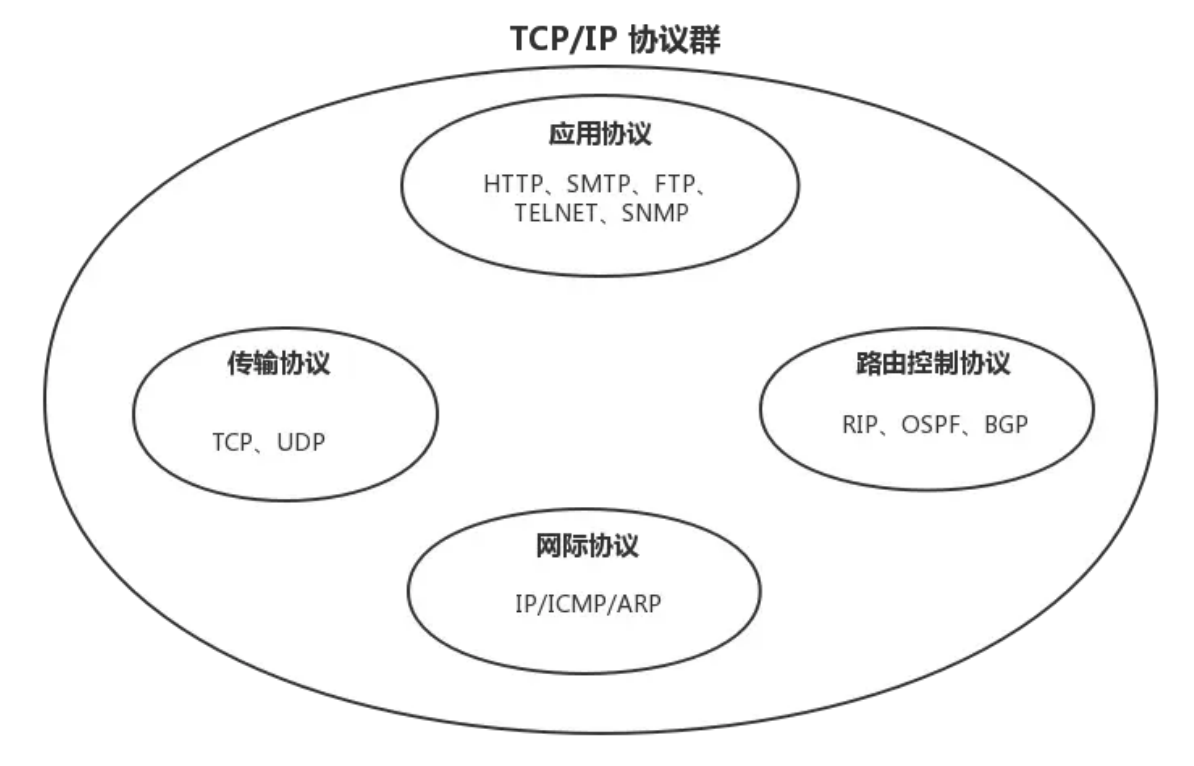 TCP/IP 协议群
应用协议
HTTP、SMTP、FTP、
TELNET、SNMP
传输协议
TCP、UDP
路由控制协议
RIP、OSPF、BGP
网际协议
IP/ICMP/ARP